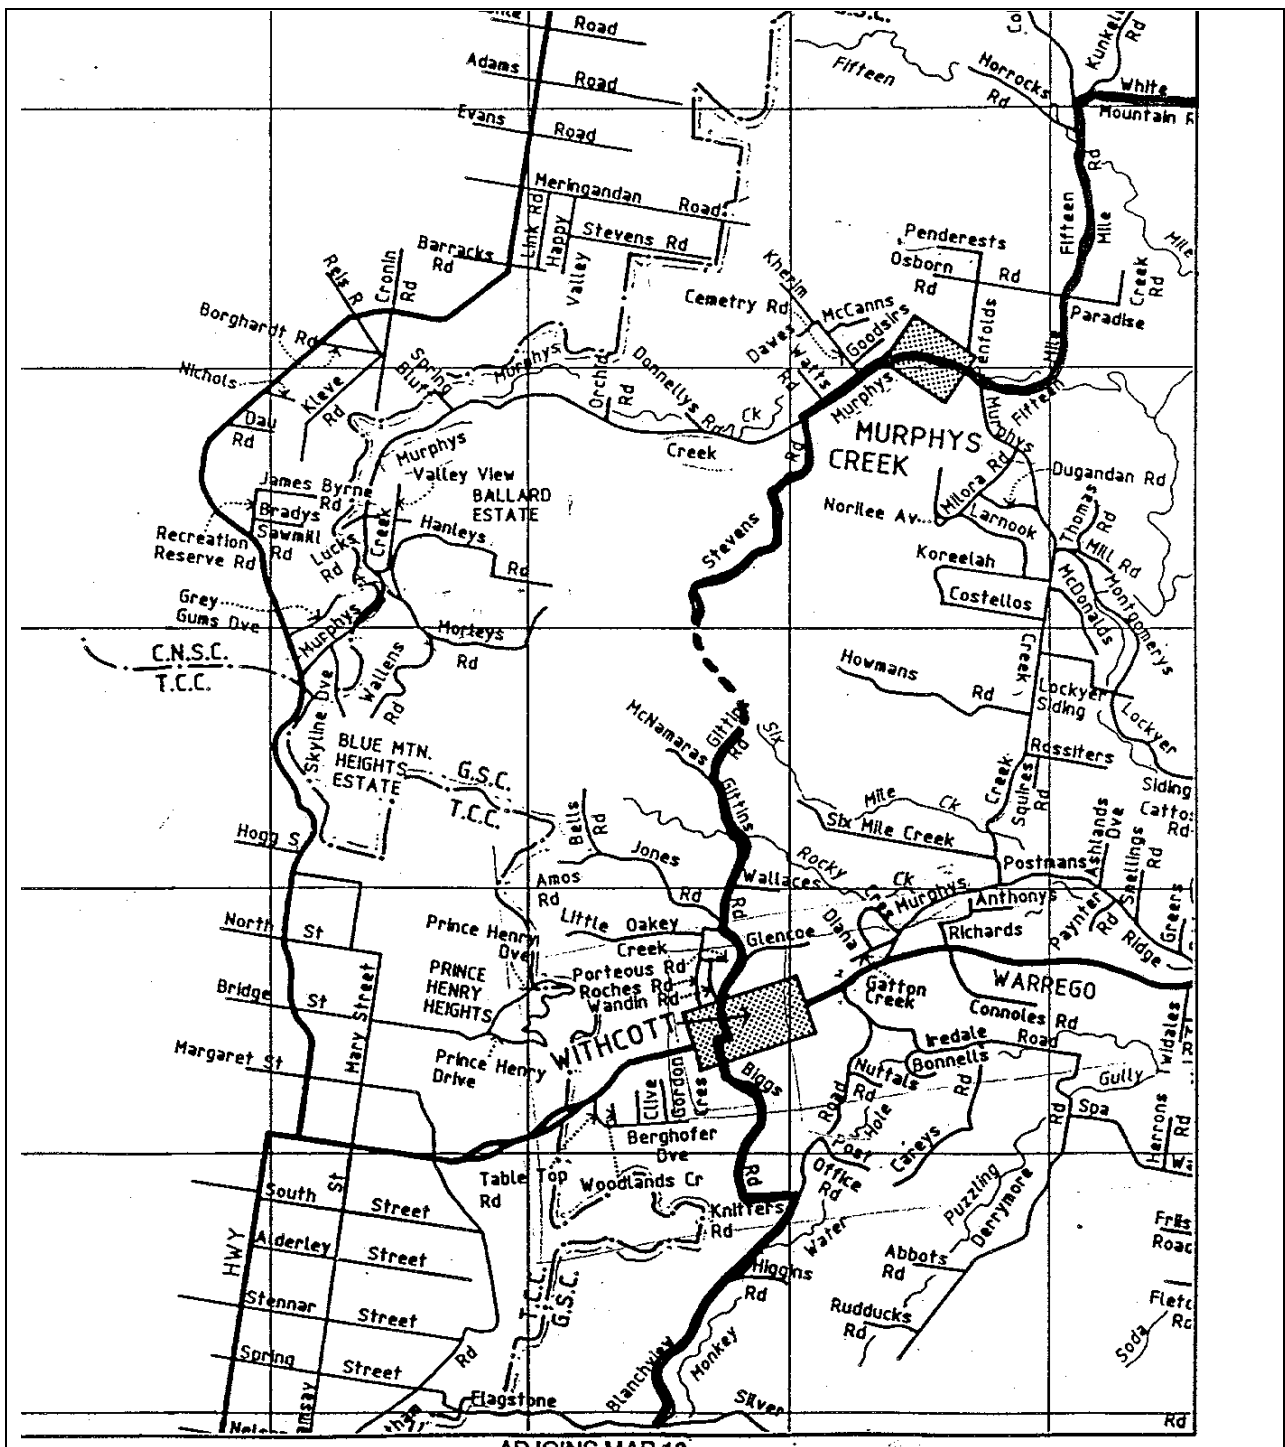 Road
Adams Road
Evans Road
Meringandan Road
Link Rd
Happy Valley
Stevens Rd
Barracks Rd
Cronin Rd
Reis R
Borghardt Rd
Nichols
Kleve Rd
Dau Rd
Spring Bluff
Murphys
Orchid Rd
Donnellys Rd
Ck
Creek
Fifteen
Horrocks Rd
Kunkel Rd
White
Mountain R
Rd
Fifteen Mile
Mile
Creek Rd
Penderests
Osborn Rd
Rd
Paradise
Kherim
Cemetry Rd
McCanns
Goodsirs
Dawes
Watts Rd
Murphys
Mile
Fifteen
Murphys
MURPHYS
CREEK
Rd
Stevens
Milora Rd
Dugandan Rd
Norilee Av
Larnook
Thomas Rd
Koreelah
Mill Rd
Costellos
McDonalds
Montgomerys
Creek
Murphys
Valley View
BALLARD
ESTATE
James Byrne
Rd
Bradys
Sawmill
Rd
Recreation
Reserve Rd
Lucks
Rd
Creek
Hanleys
Rd
Grey
Gums Dve
Murphys
Morleys
Rd
Wallens
Rd
C.N.S.C.
T.C.C.
Skyline Dve
BLUE MTN.
HEIGHTS
ESTATE
G.S.C.
T.C.C.
Howmans Rd
Lockyer
Siding
Lockyer
Siding
Rossiters
Creek
Squires Rd
McNamaras
Gittins
Rd
Gittins
Six
Mile
Ck
Six Mile Creek
Postmans
Ashlands
Dve
Snellings
Rd
Rd
Greers
Hogg S
Bells
Rd
Jones
Rd
Amos
Rd
Wallaces
Rd
Rocky
Ck
Cres
Murphys
Anthonys
Richards
Paynter
Rd
Ridge
Diana
North St
Little Oakey
Creek
Glencoe
Prince Henry
Dve
PRINCE
HENRY
HEIGHTS
Porteous Rd
Roches Rd
Wandin Rd
Bridge St
Mary Street
WITHCOTT
Gatton
Creek
WARREGO
Connoles Rd
Iredale
Road
Bonnells
Rd
Margaret St
Prince Henry
Drive
Clive
Gordon
Cres
Biggs
Rd
Nuttals
Rd
Road
Hole
Post
Office
Rd
Careys
Gully
Spa
Rd
Herrons Rd
Berghofer
Dve
Table Top
Rd
Woodlands Cr
Knitters
Rd
Water
Puzzling
Derrymore
St
South Street
HWY
Alderley Street
T.C.C.
G.S.C.
Higgins
Rd
Abbots
Rd
Stennar Street
Rudducks
Rd
Soda
Spring Street
Rd
Blanchview
Monkey
Flagstone
Silver
Rd
ADJOINS MAP 10